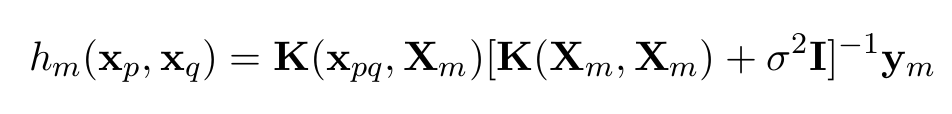 h_m(x_p, x_q) = K(x_{pq}, X_m)[K(X_m, X_m) + σ^2 I]^{-1} y_m